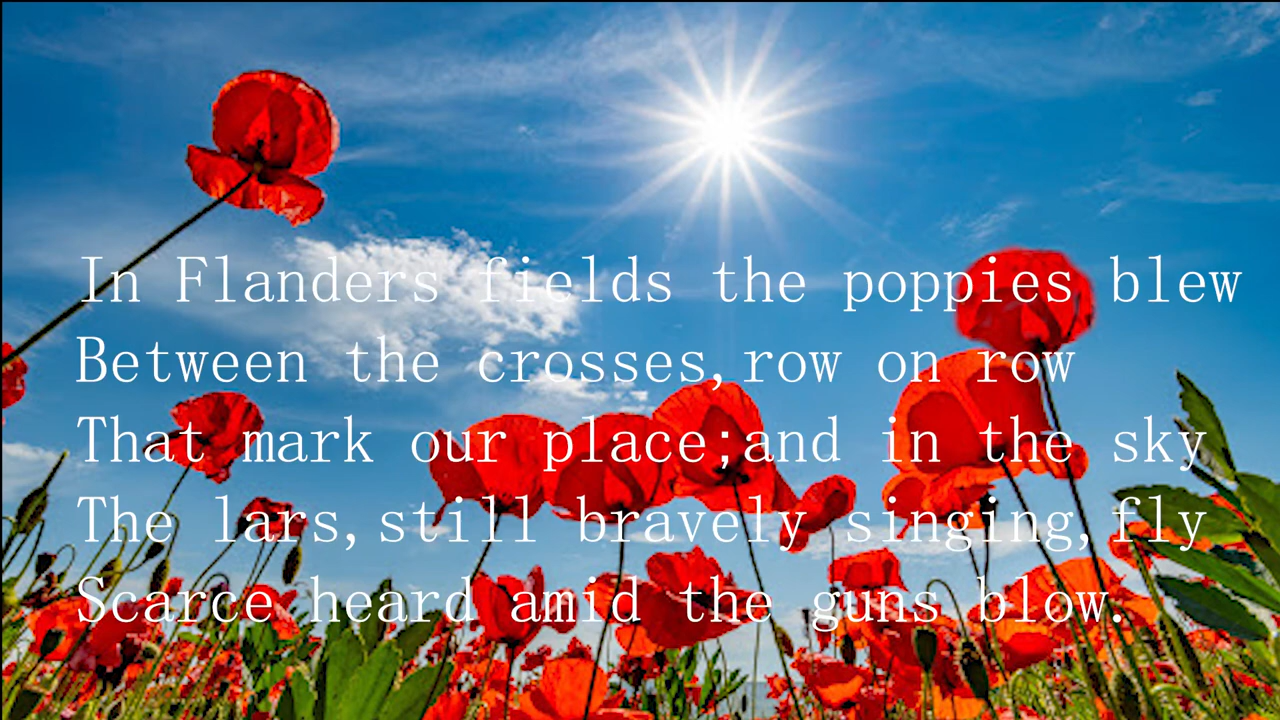 In Flanders fields the poppies blew
Between the crosses,row on row
That mark our place;and in the sky
The lars,still bravely singing,fly
Scarce heard amid the guns blow.